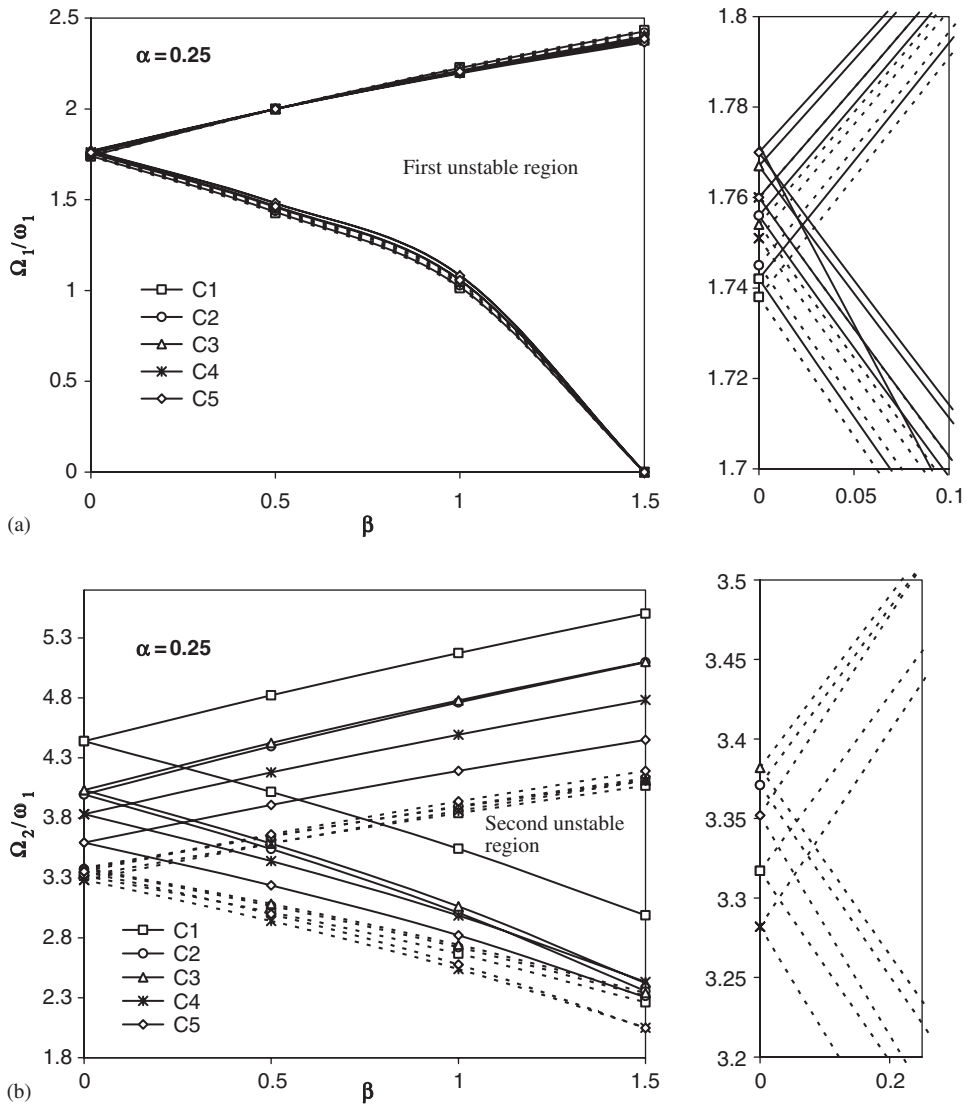 2.5
α = 0.25
2
1.5
1
0.5
0
Ω₁/ω₁
First unstable region
C1
C2
C3
C4
C5
0 0.5 1 1.5
β
(a)
1.8
1.78
1.76
1.74
1.72
1.7
0 0.05 0.1
5.3
4.8
4.3
3.8
3.3
2.8
2.3
1.8
Ω₂/ω₁
α = 0.25
Second unstable
region
C1
C2
C3
C4
C5
0 0.5 1 1.5
β
(b)
3.5
3.45
3.4
3.35
3.3
3.25
3.2
0 0.2